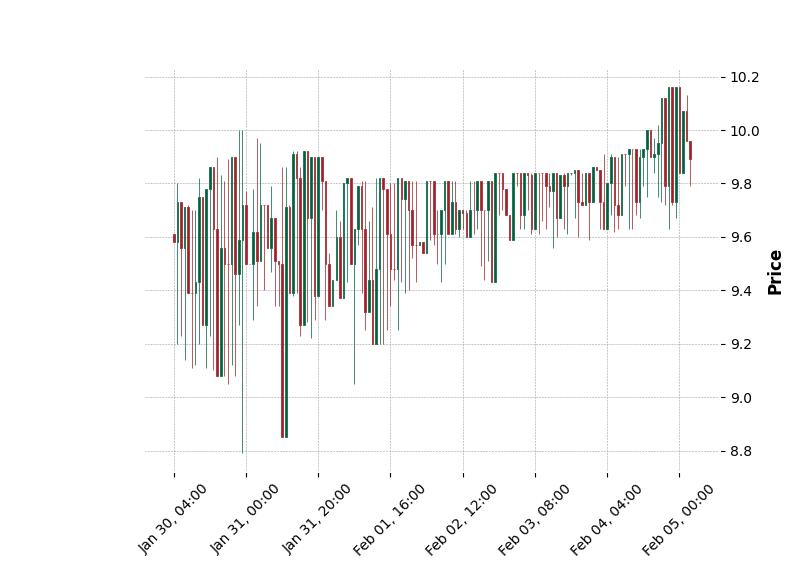 10.2
10.0
9.8
9.6
9.4
9.2
9.0
8.8
Price
Jan 30, 04:00
Jan 31, 00:00
Jan 31, 20:00
Feb 01, 16:00
Feb 02, 12:00
Feb 03, 08:00
Feb 04, 04:00
Feb 05, 00:00